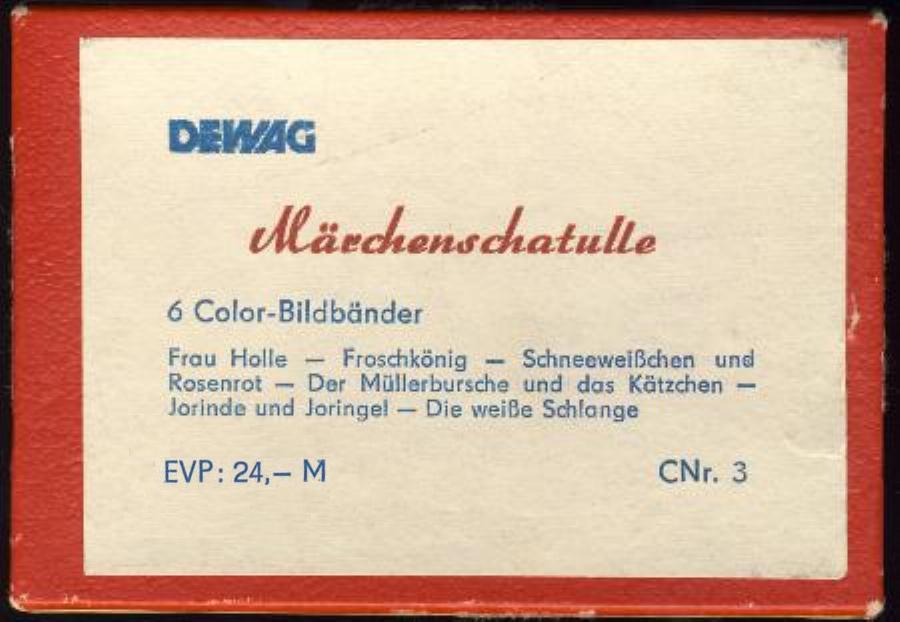 DEWAG
Märchenschatulle
6 Color-Bildbänder
Frau Holle — Froschkönig — Schneeweißchen und
Rosenrot — Der Müllerbursche und das Kätzchen —
Jorinde und Joringel — Die weiße Schlange
EVP: 24,— M CNr. 3